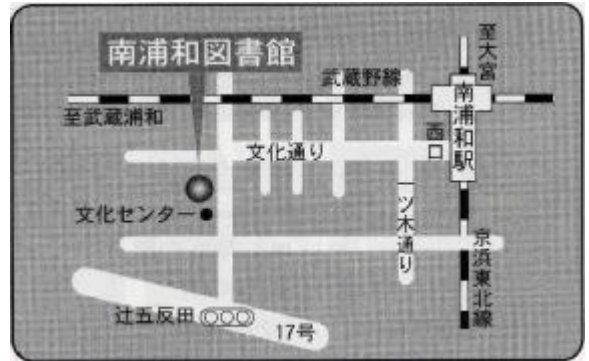 南浦和図書館
至大宮
武蔵野線
南浦和駅
至武蔵浦和
西口
文化通り
文化センター
一ツ木通り
京浜東北線
辻五反田
17号